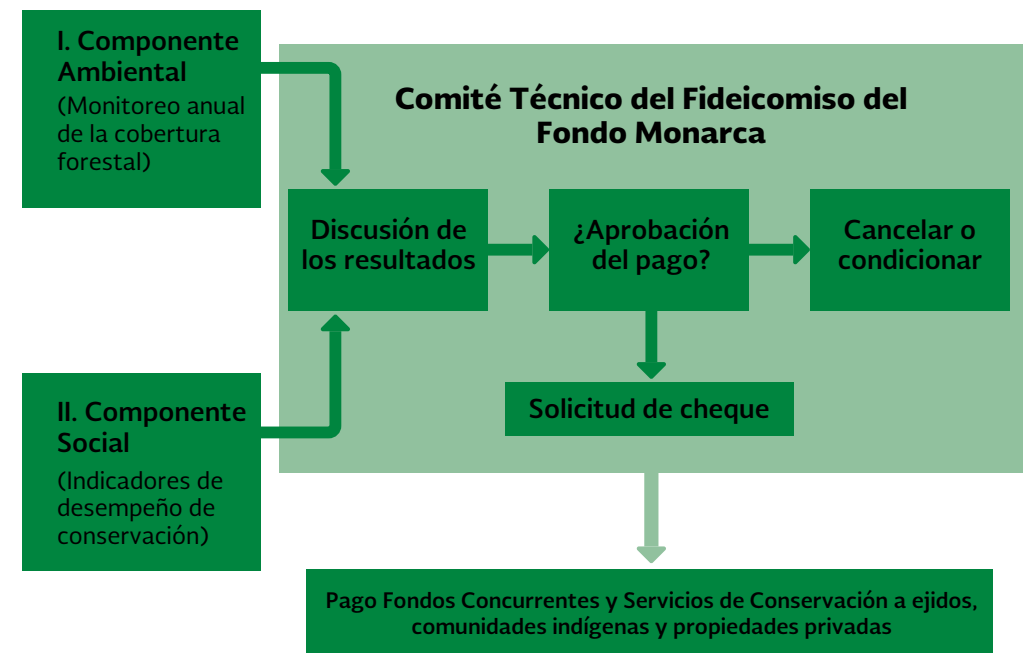 I. Componente
Ambiental
(Monitoreo anual
de la cobertura
forestal)
Comité Técnico del Fideicomiso del
Fondo Monarca
Discusión de
los resultados
¿Aprobación
del pago?
Cancelar o
condicionar
Solicitud de cheque
II. Componente
Social
(Indicadores de
desempeño de
conservación)
Pago Fondos Concurrentes y Servicios de Conservación a ejidos,
comunidades indígenas y propiedades privadas